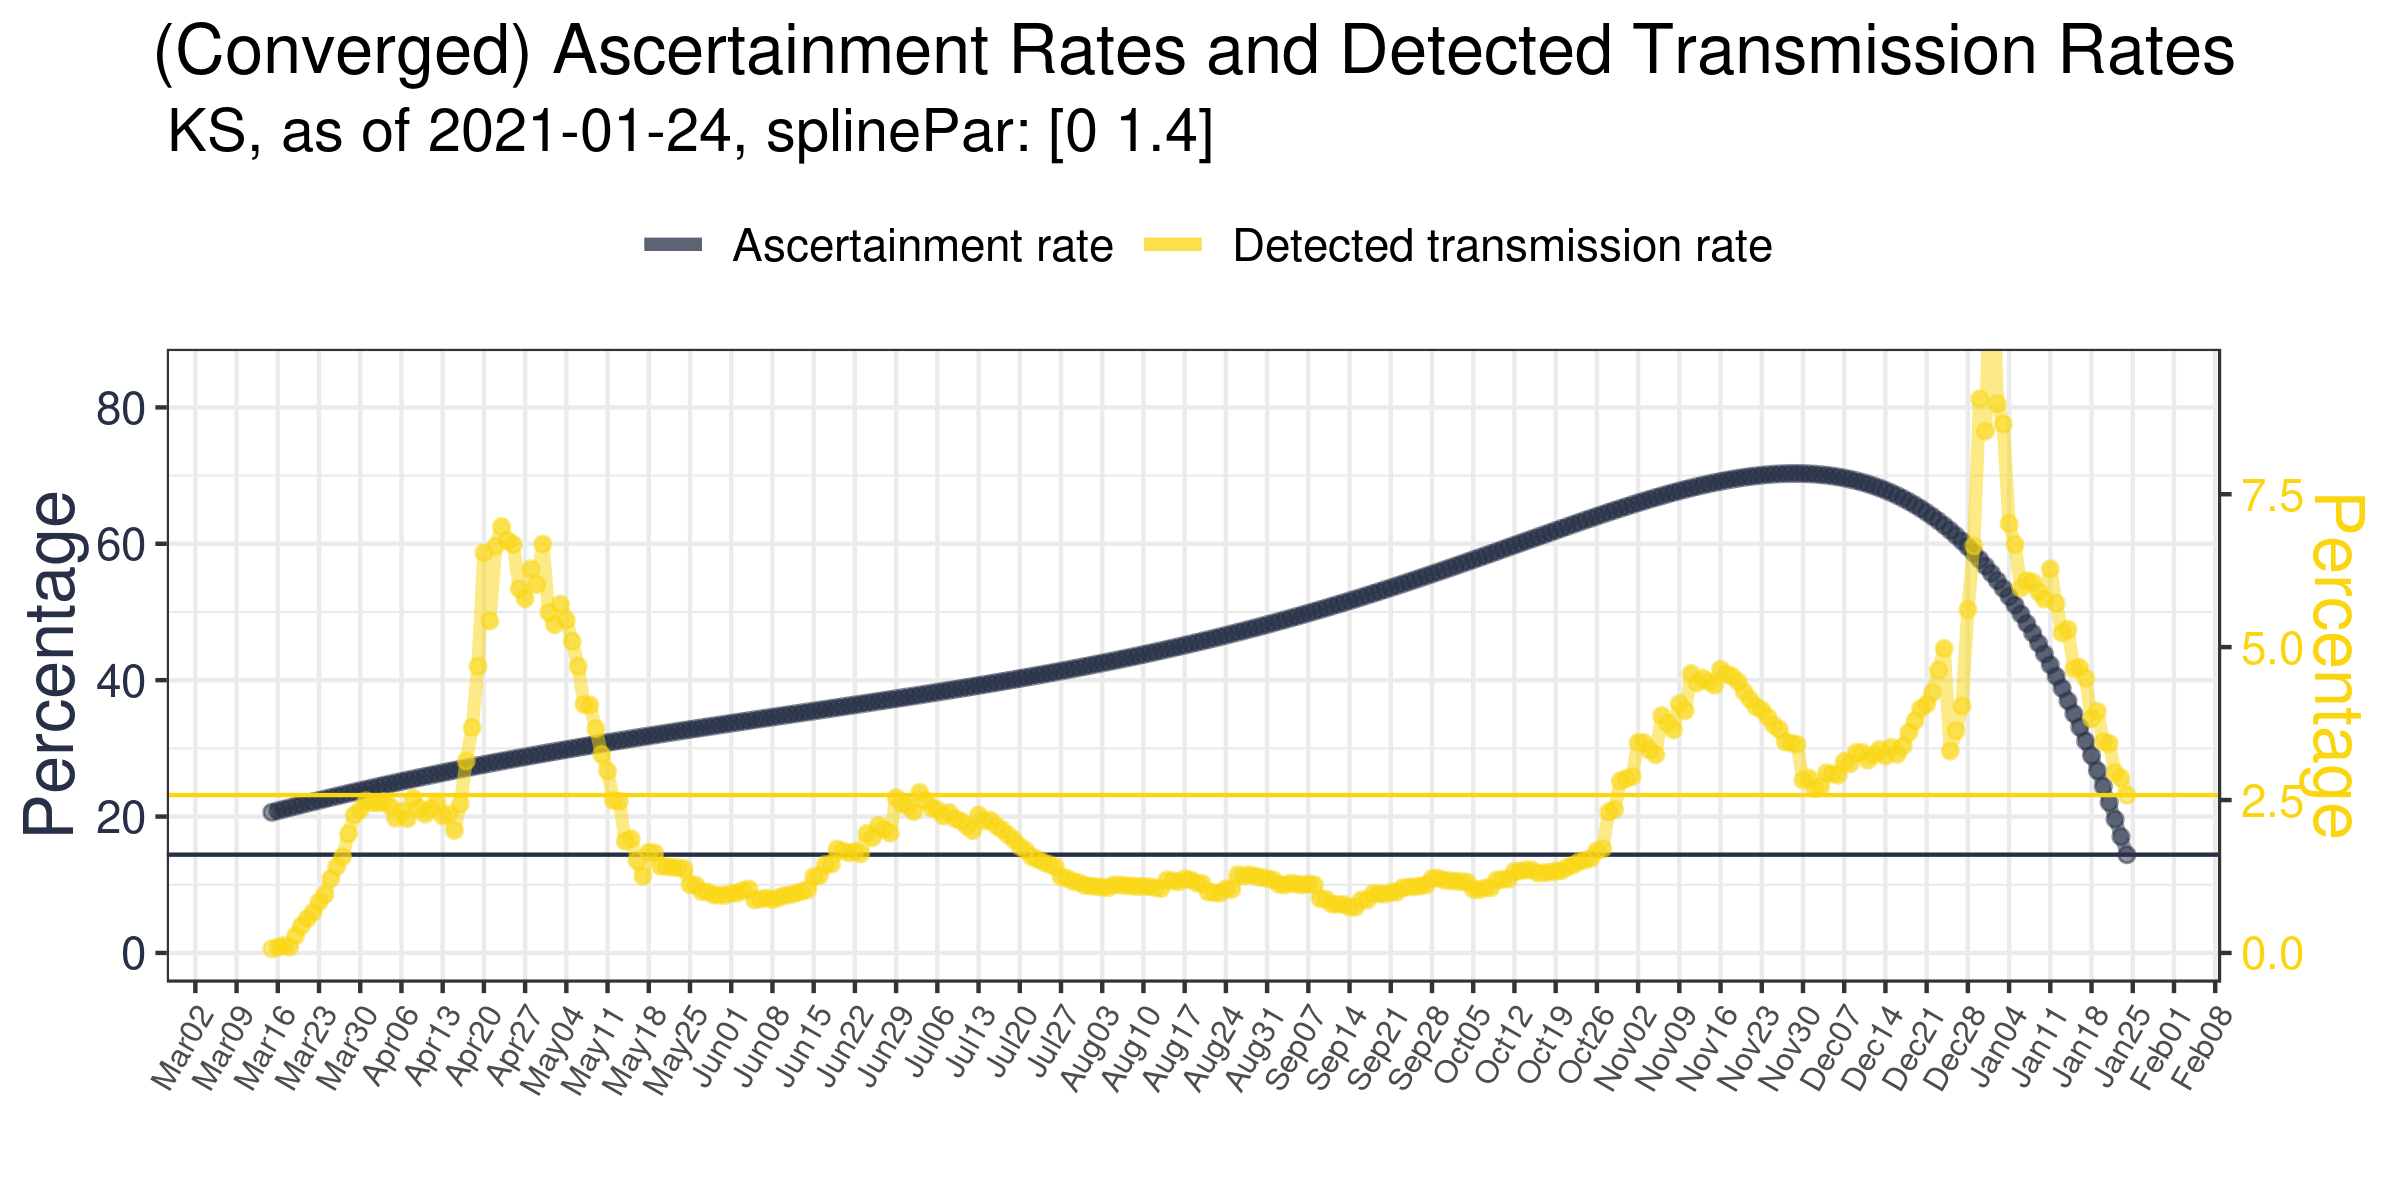 (Converged) Ascertainment Rates and Detected Transmission Rates
KS, as of 2021-01-24, splinePar: [0 1.4]
Ascertainment rate
Detected transmission rate
Percentage
80
60
40
20
0
7.5
5.0
2.5
0.0
Percentage
Mar02
Mar09
Mar16
Mar23
Mar30
Apr06
Apr13
Apr20
Apr27
May04
May11
May18
May25
Jun01
Jun08
Jun15
Jun22
Jun29
Jul06
Jul13
Jul20
Jul27
Aug03
Aug10
Aug17
Aug24
Aug31
Sep07
Sep14
Sep21
Sep28
Oct05
Oct12
Oct19
Oct26
Nov02
Nov09
Nov16
Nov23
Nov30
Dec07
Dec14
Dec21
Dec28
Jan04
Jan11
Jan18
Jan25
Feb01
Feb08